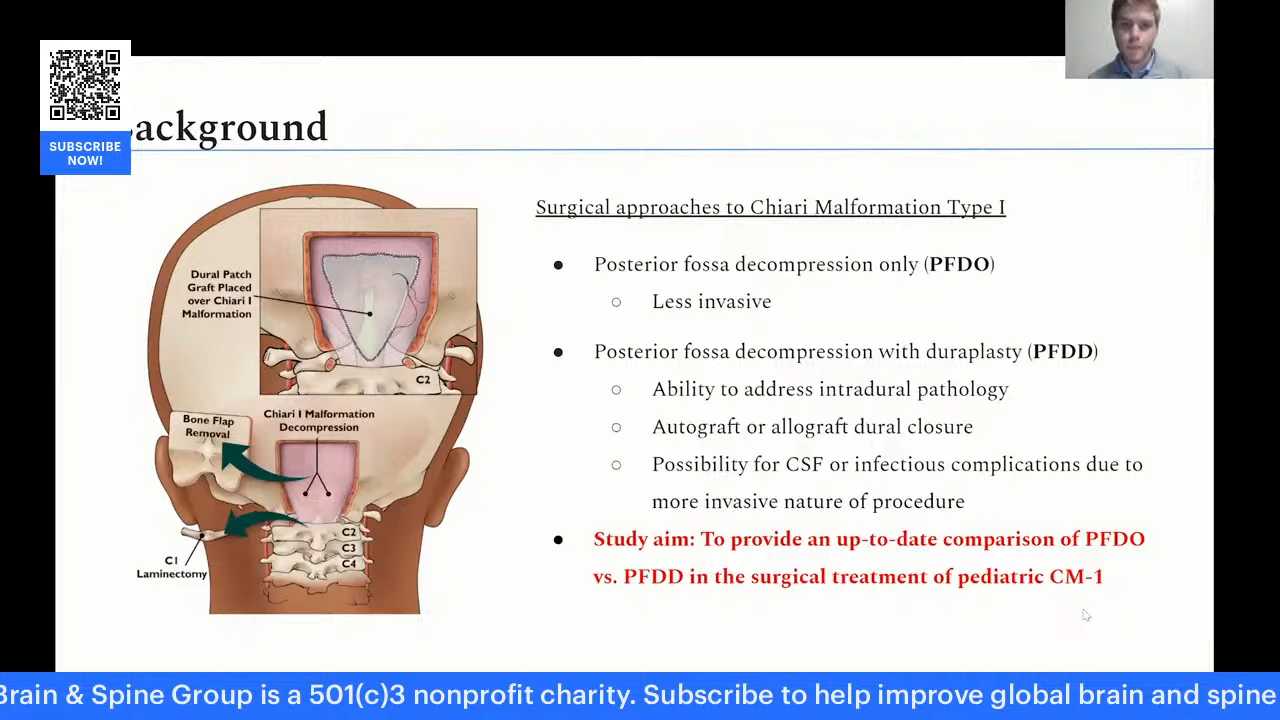 SUBSCRIBE
NOW!
ackground
Surgical approaches to Chiari Malformation Type I
● Posterior fossa decompression only (PFDO)
○ Less invasive
● Posterior fossa decompression with duraplasty (PFDD)
○ Ability to address intradural pathology
○ Autograft or allograft dural closure
○ Possibility for CSF or infectious complications due to
more invasive nature of procedure
● Study aim: To provide an up-to-date comparison of PFDO
vs. PFDD in the surgical treatment of pediatric CM-1
Dural Patch
Graft Placed
over Chiari I
Malformation
C2
Chiari I Malformation
Decompression
Bone Flap
Removal
C2
C3
C4
C1
Laminectomy
Brain & Spine Group is a 501(c)3 nonprofit charity. Subscribe to help improve global brain and spine